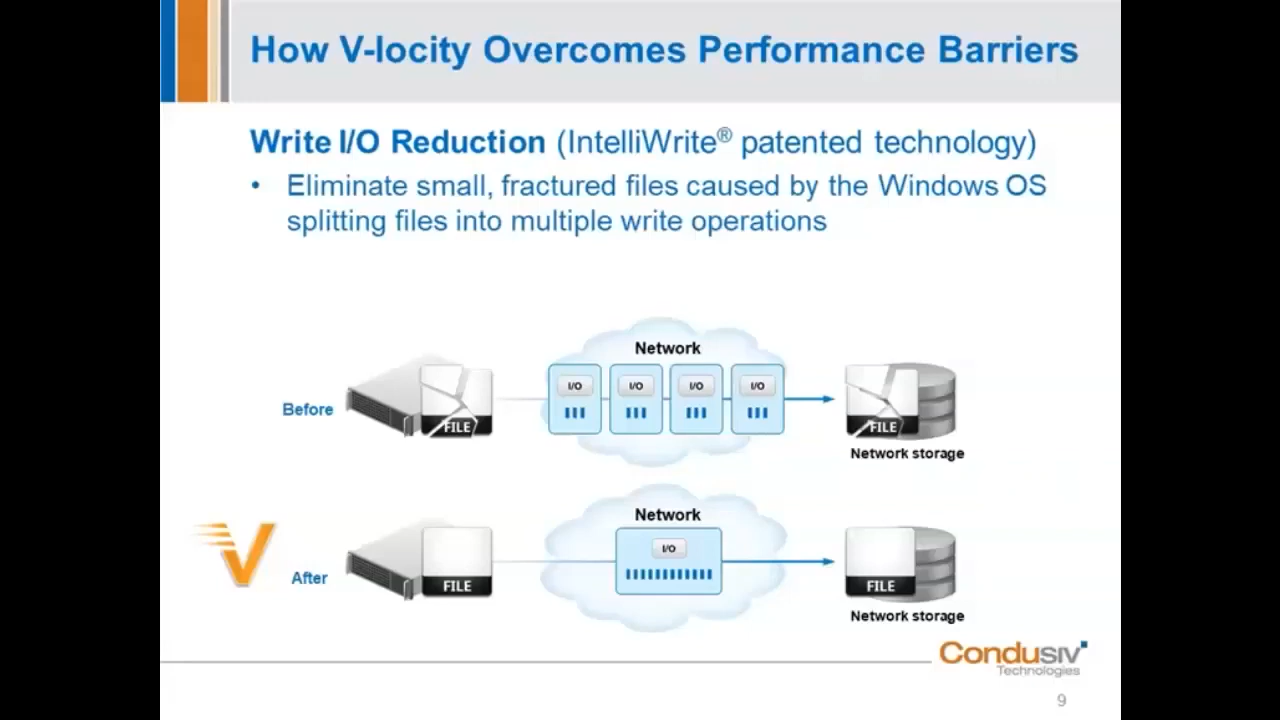 How V-locity Overcomes Performance Barriers
Write I/O Reduction (IntelliWrite® patented technology)
• Eliminate small, fractured files caused by the Windows OS
splitting files into multiple write operations
Network
I/O I/O I/O I/O
Before
FILE
FILE
Network storage
Network
I/O
V
After
FILE
FILE
Network storage
Condusiv
Technologies
9